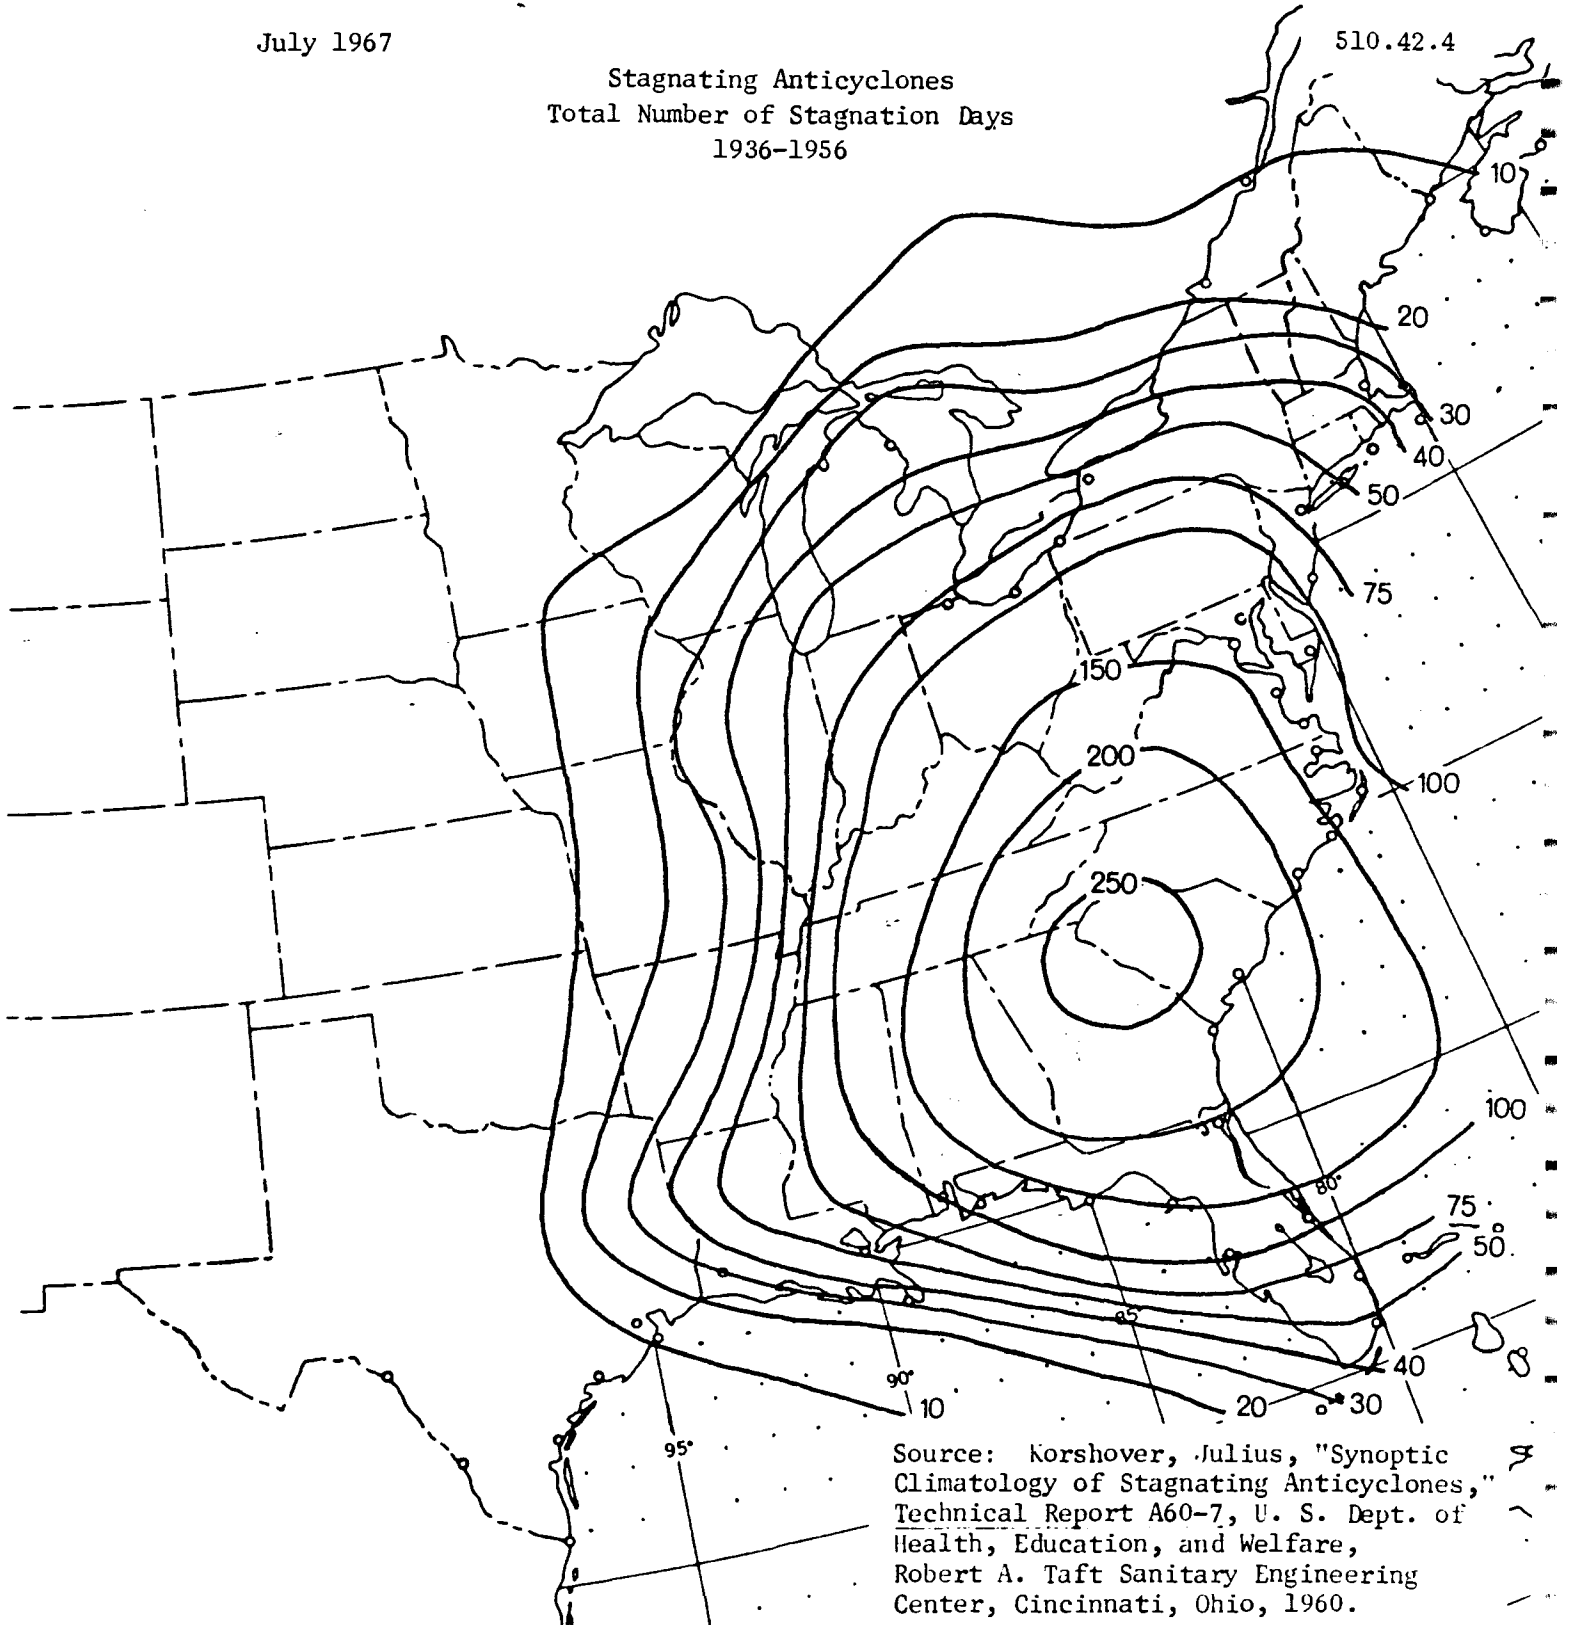 July 1967
510.42.4
Stagnating Anticyclones
Total Number of Stagnation Days
1936-1956
10
20
30
40
50
75
150
200
100
250
100
80°
75
50
85°
40
90°
10
20
30
95°
Source: Korshover, Julius, "Synoptic
Climatology of Stagnating Anticyclones,"
Technical Report A60-7, U. S. Dept. of
Health, Education, and Welfare,
Robert A. Taft Sanitary Engineering
Center, Cincinnati, Ohio, 1960.